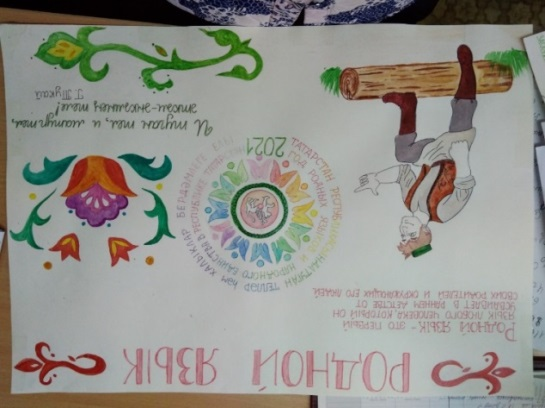 РОДНОЙ ЯЗЫК
РОДНОЙ ЯЗЫК - ЭТО ПЕРВЫЙ
ЯЗЫК ЛЮБОГО ЧЕЛОВЕКА, КОТОРЫЙ ОН
УСВАИВАЕТ В РАННЕМ ДЕТСТВЕ ОТ
СВОИХ РОДИТЕЛЕЙ И ОКРУЖАЮЩИХ ЕГО ЛЮДЕЙ.
ТАТАРСТАН РЕСПУБЛИКАСЫНДА ТУГАН ТЕЛЛӘР ҺӘМ ХАЛЫКЛАР БЕРДӘМЛЕГЕ ЕЛЫ
ГОД РОДНЫХ ЯЗЫКОВ И НАРОДНОГО ЕДИНСТВА В РЕСПУБЛИКЕ
2021
И туган тел, и матур тел,
әткәм-әнкәмнең теле!
Г. Тукай